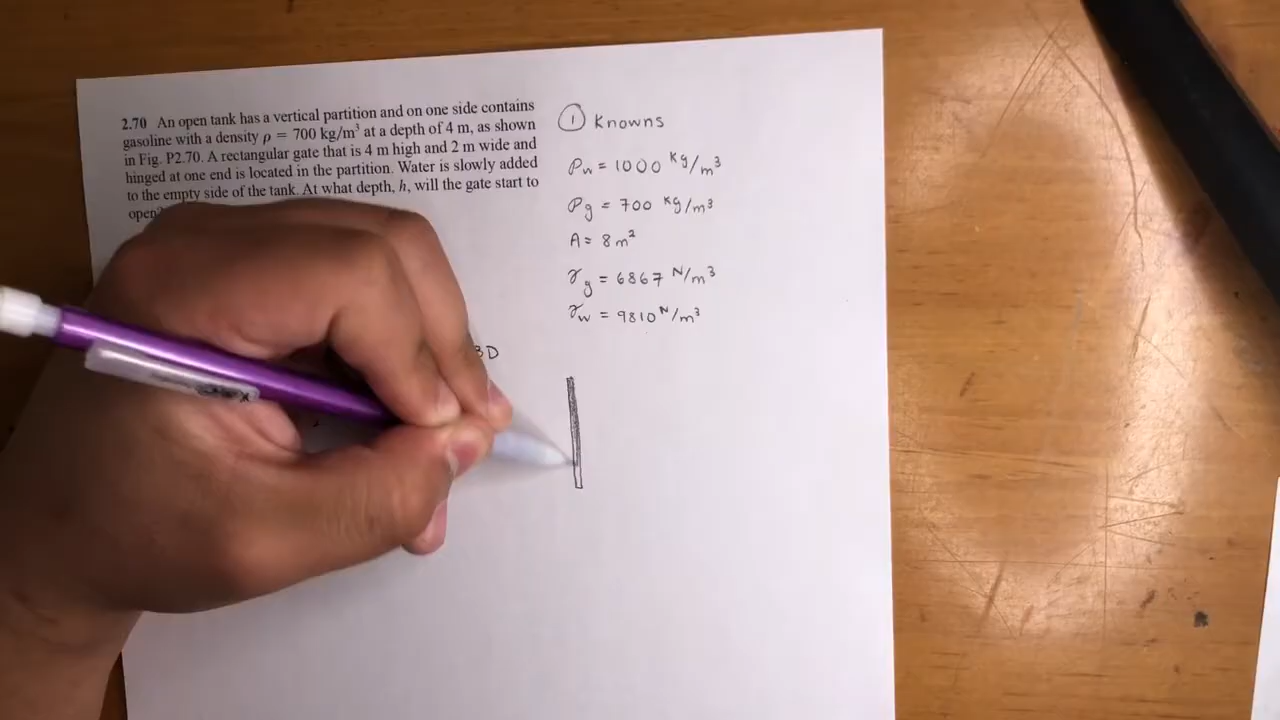 2.70 An open tank has a vertical partition and on one side contains
gasoline with a density ρ = 700 kg/m³ at a depth of 4 m, as shown
in Fig. P2.70. A rectangular gate that is 4 m high and 2 m wide and
hinged at one end is located in the partition. Water is slowly added
to the empty side of the tank. At what depth, h, will the gate start to
open?
① Knowns
ρw = 1000 kg/m³
ρg = 700 kg/m³
A = 8 m²
γg = 6867 N/m³
γw = 9810 N/m³
BD